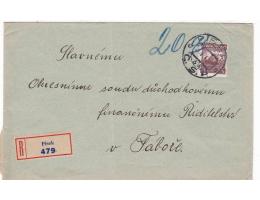 20
Slavnému
Okresnímu soudu důchodkovému
finančnímu Ředitelství
v Táboře.
R
Písek
479